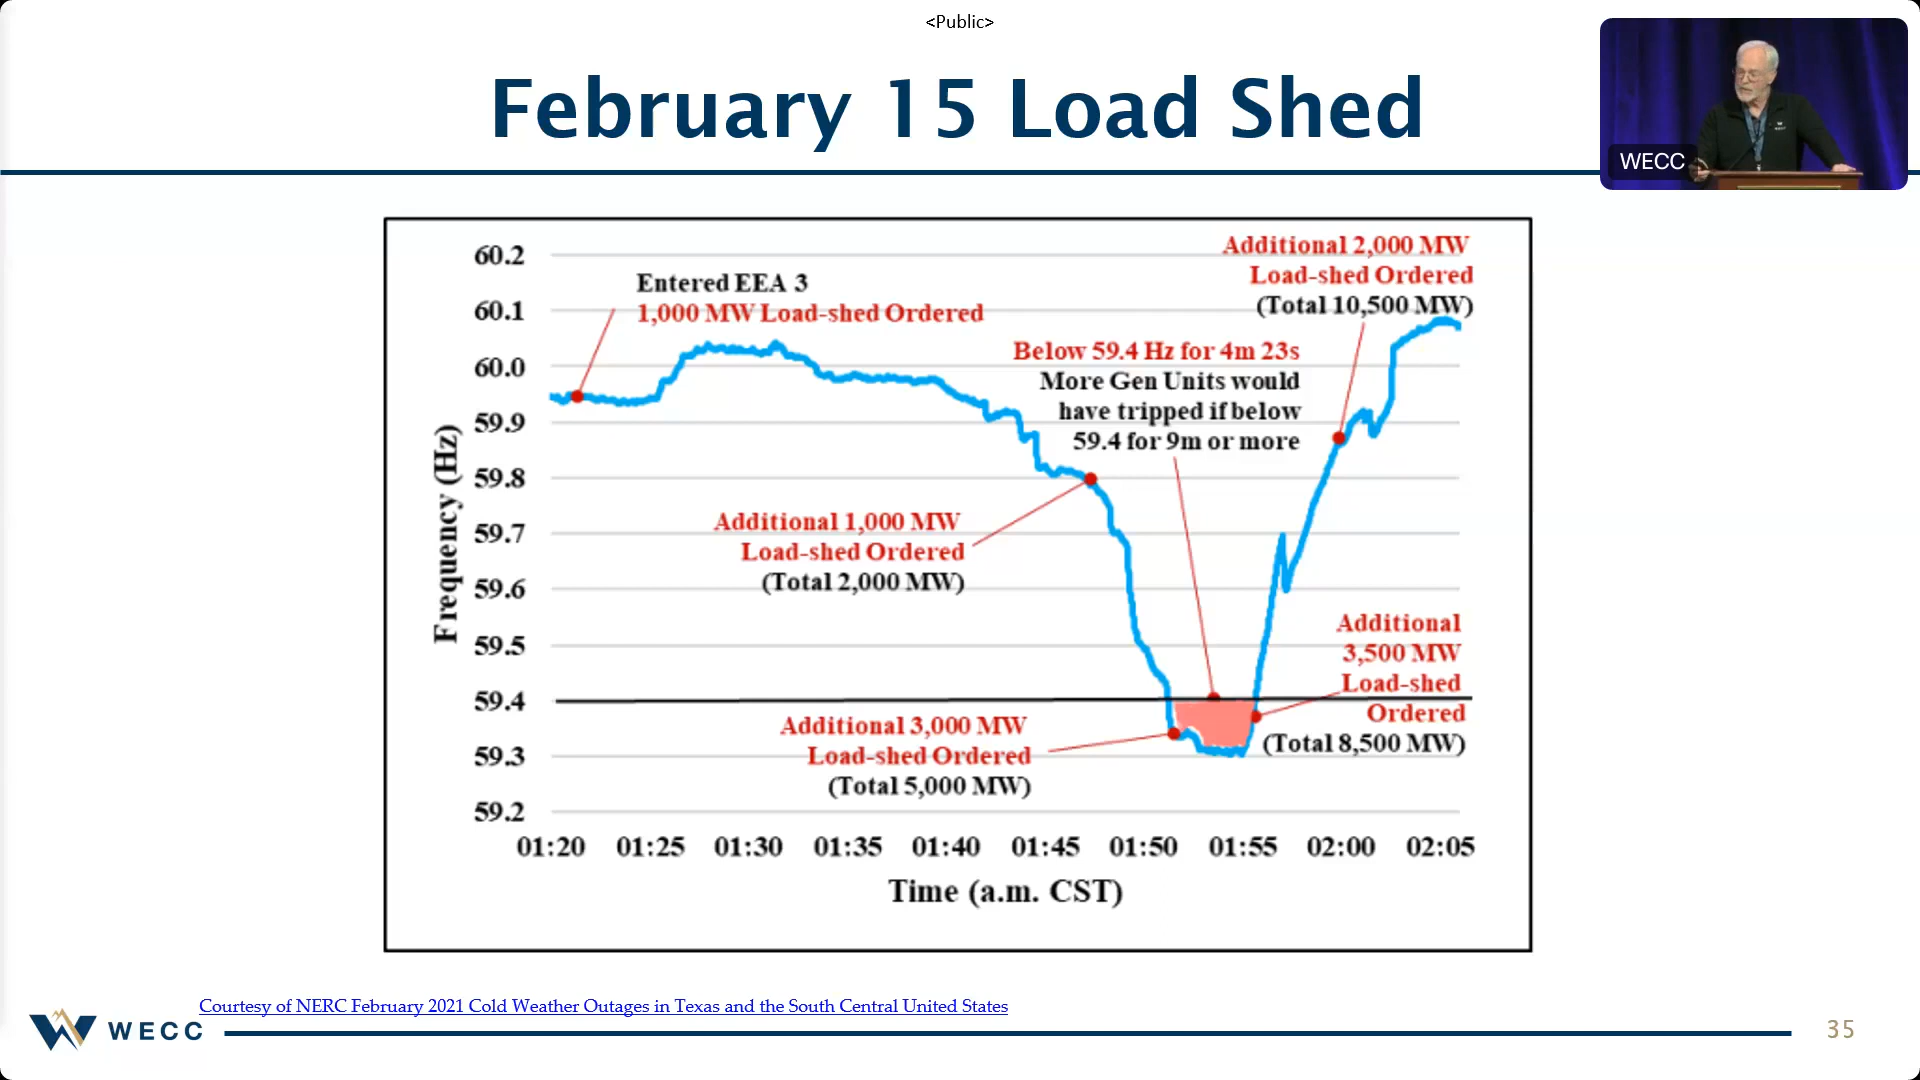 <Public>
February 15 Load Shed
WECC
60.2
60.1
60.0
59.9
59.8
59.7
59.6
59.5
59.4
59.3
59.2
Frequency (Hz)
Entered EEA 3
1,000 MW Load-shed Ordered
Additional 2,000 MW
Load-shed Ordered
(Total 10,500 MW)
Below 59.4 Hz for 4m 23s
More Gen Units would
have tripped if below
59.4 for 9m or more
Additional 1,000 MW
Load-shed Ordered
(Total 2,000 MW)
Additional
3,500 MW
Load-shed
Ordered
(Total 8,500 MW)
Additional 3,000 MW
Load-shed Ordered
(Total 5,000 MW)
01:20 01:25 01:30 01:35 01:40 01:45 01:50 01:55 02:00 02:05
Time (a.m. CST)
Courtesy of NERC February 2021 Cold Weather Outages in Texas and the South Central United States
WECC
35